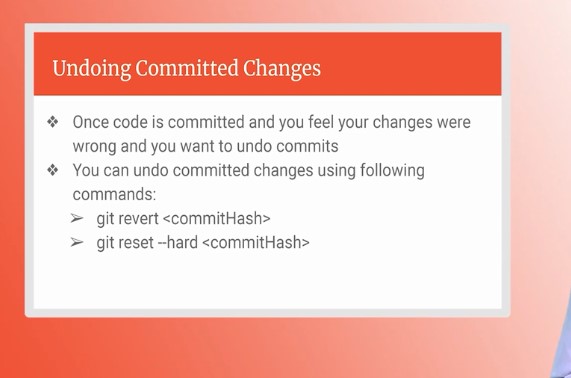 Undoing Committed Changes
❖ Once code is committed and you feel your changes were
wrong and you want to undo commits
❖ You can undo committed changes using following
commands:
➢ git revert <commitHash>
➢ git reset --hard <commitHash>